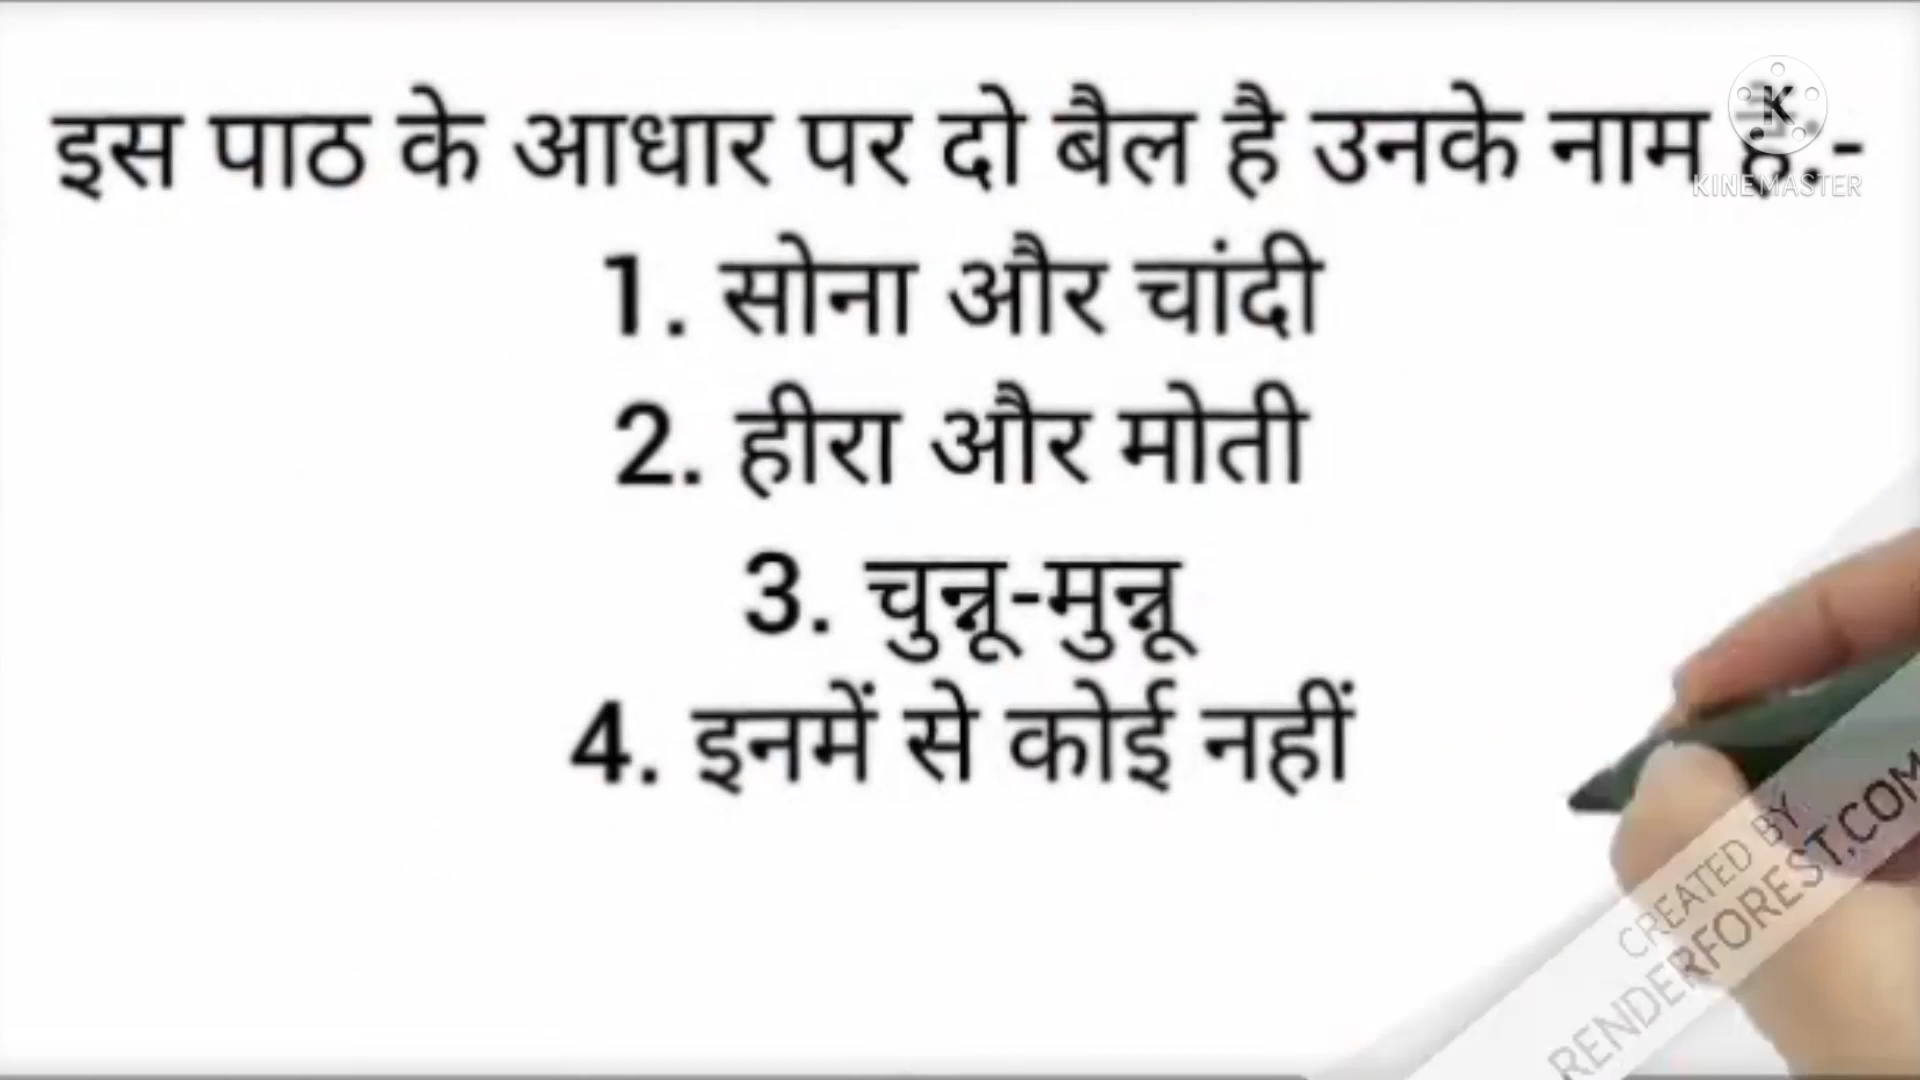 इस पाठ के आधार पर दो बैल है उनके नाम है:-
1. सोना और चांदी
2. हीरा और मोती
3. चुन्नू-मुन्नू
4. इनमें से कोई नहीं
K
KINEMASTER
CREATED BY
RENDERFOREST.COM